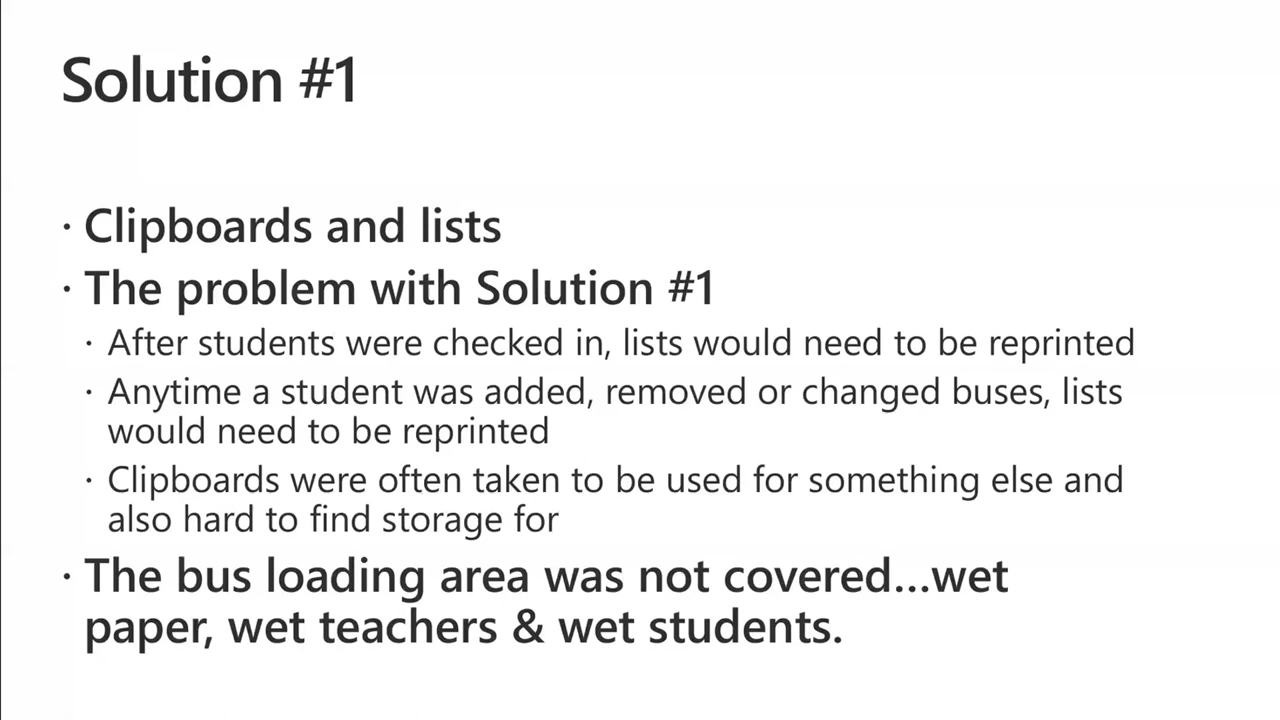 Solution #1
· Clipboards and lists
· The problem with Solution #1
· After students were checked in, lists would need to be reprinted
· Anytime a student was added, removed or changed buses, lists
would need to be reprinted
· Clipboards were often taken to be used for something else and
also hard to find storage for
· The bus loading area was not covered...wet
paper, wet teachers & wet students.